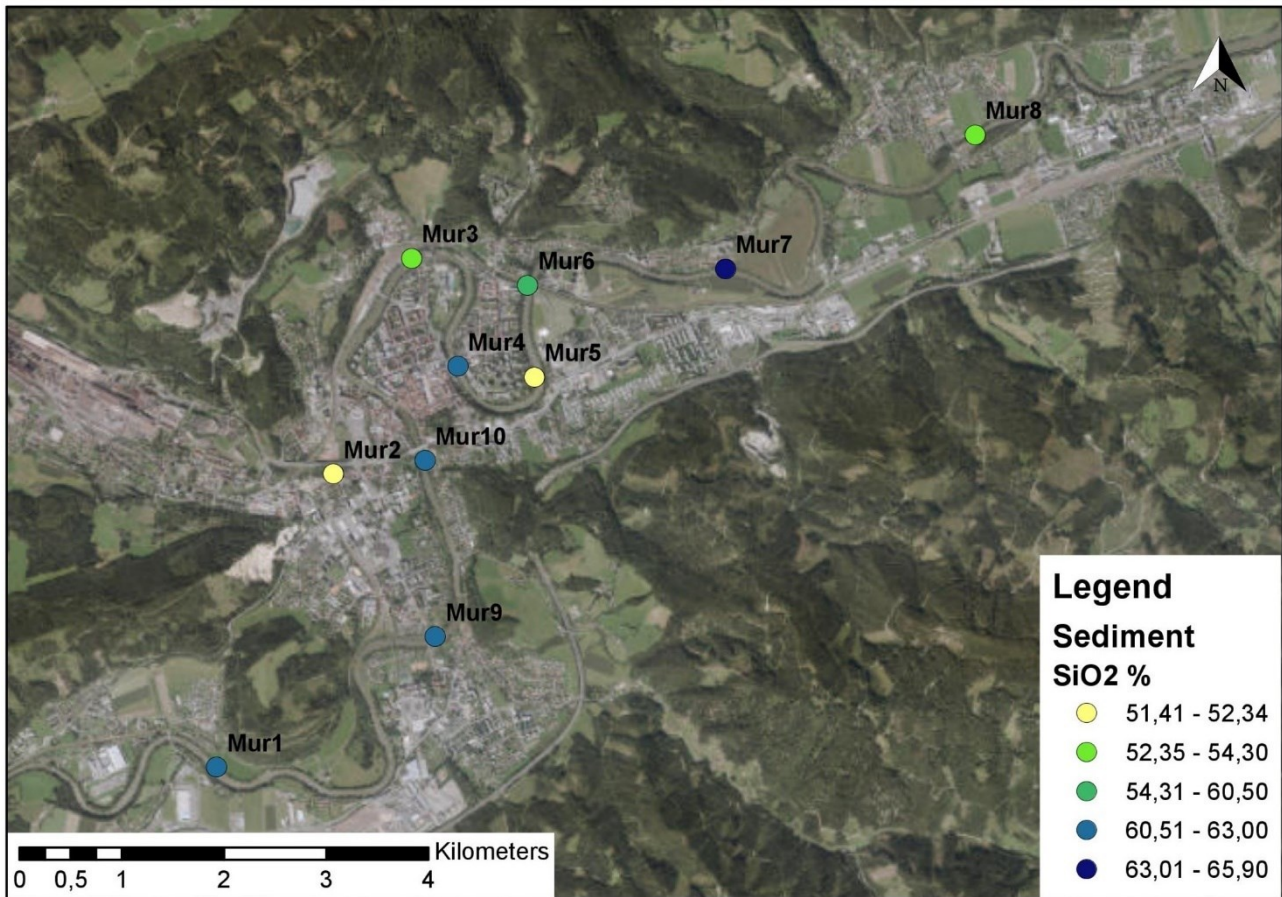 N
Mur8
Mur3
Mur7
Mur6
Mur4
Mur5
Mur10
Mur2
Mur9
Mur1
Kilometers
0 0,5 1 2 3 4
Legend
Sediment
SiO2 %
51,41 - 52,34
52,35 - 54,30
54,31 - 60,50
60,51 - 63,00
63,01 - 65,90